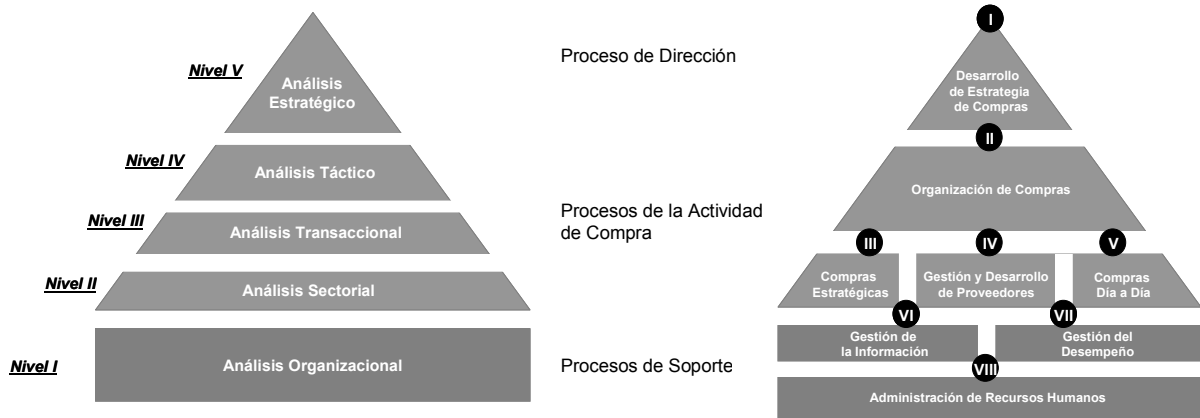 Nivel V
Análisis
Estratégico
Nivel IV
Análisis Táctico
Nivel III
Análisis Transaccional
Nivel II
Análisis Sectorial
Nivel I
Análisis Organizacional
Proceso de Dirección
Procesos de la Actividad
de Compra
Procesos de Soporte
I
Desarrollo
de Estrategia
de Compras
II
Organización de Compras
III
IV
V
Compras
Estratégicas
Gestión y Desarrollo
de Proveedores
Compras
Día a Día
VI
VII
Gestión de
la Información
Gestión del
Desempeño
VIII
Administración de Recursos Humanos